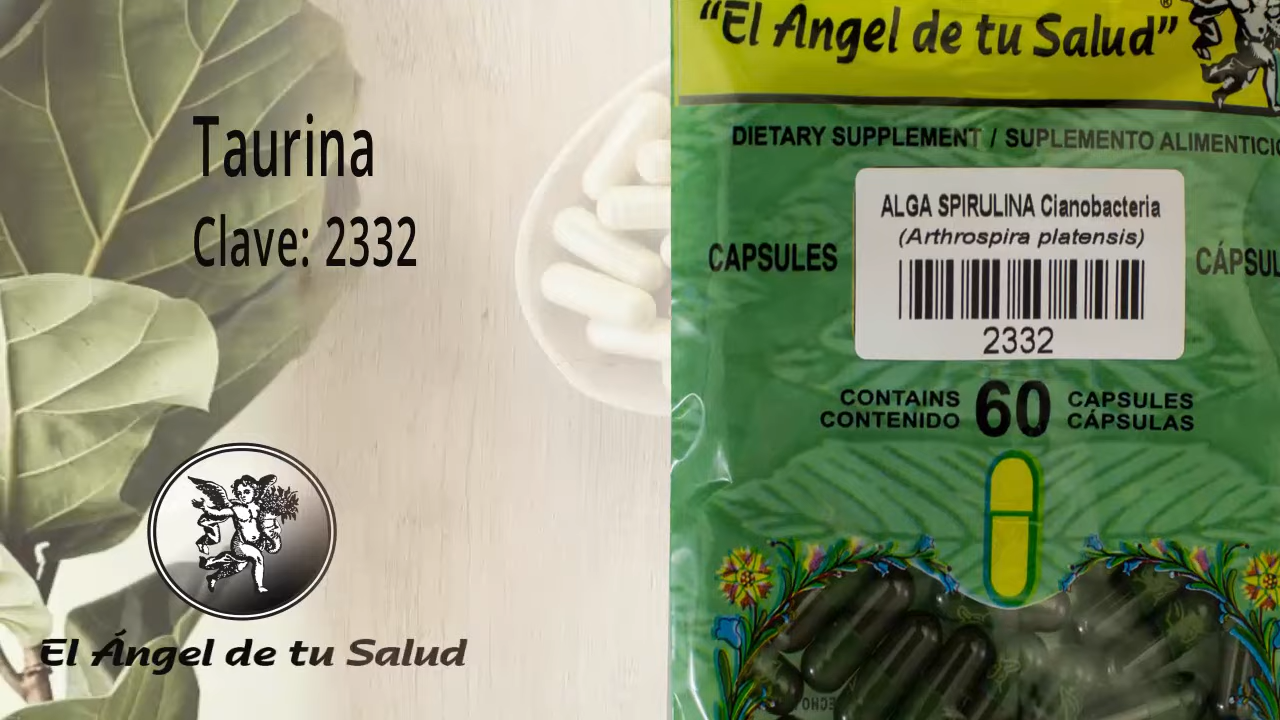 Taurina
Clave: 2332
El Ángel de tu Salud
“El Ángel de tu Salud”
®
DIETARY SUPPLEMENT / SUPLEMENTO ALIMENTICIO
ALGA SPIRULINA Cianobacteria
(Arthrospira platensis)
CAPSULES
CÁPSUL
2332
CONTAINS 60 CAPSULES
CONTENIDO CÁPSULAS